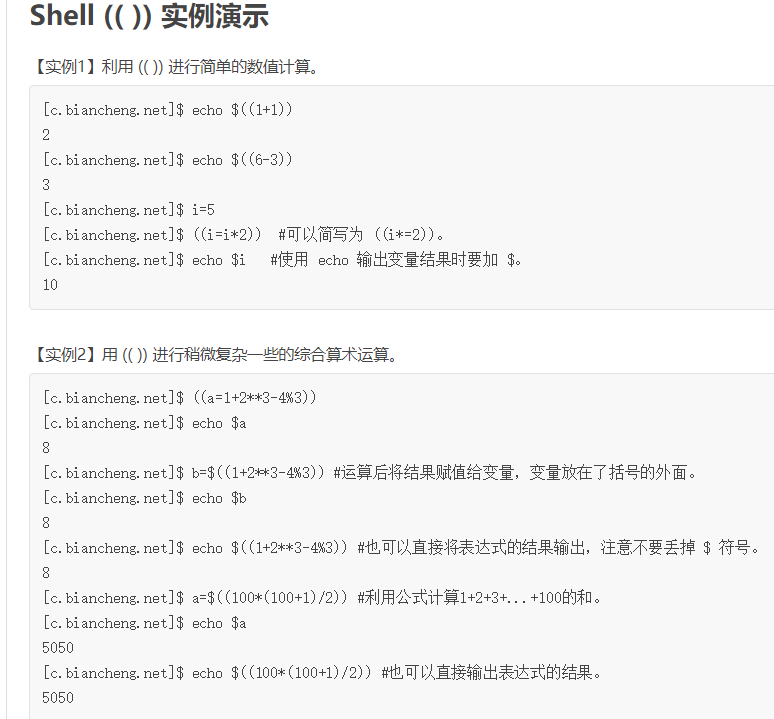 Shell (( )) 实例演示
【实例1】利用 (( )) 进行简单的数值计算。
[c.biancheng.net]$ echo $((1+1))
2
[c.biancheng.net]$ echo $((6-3))
3
[c.biancheng.net]$ i=5
[c.biancheng.net]$ ((i=i*2))  #可以简写为 ((i*=2))。
[c.biancheng.net]$ echo $i   #使用 echo 输出变量结果时要加 $。
10
【实例2】用 (( )) 进行稍微复杂一些的综合算术运算。
[c.biancheng.net]$ ((a=1+2**3-4%3))
[c.biancheng.net]$ echo $a
8
[c.biancheng.net]$ b=$((1+2**3-4%3)) #运算后将结果赋值给变量，变量放在了括号的外面。
[c.biancheng.net]$ echo $b
8
[c.biancheng.net]$ echo $((1+2**3-4%3)) #也可以直接将表达式的结果输出，注意不要丢掉 $ 符号。
8
[c.biancheng.net]$ a=$((100*(100+1)/2)) #利用公式计算1+2+3+...+100的和。
[c.biancheng.net]$ echo $a
5050
[c.biancheng.net]$ echo $((100*(100+1)/2)) #也可以直接输出表达式的结果。
5050